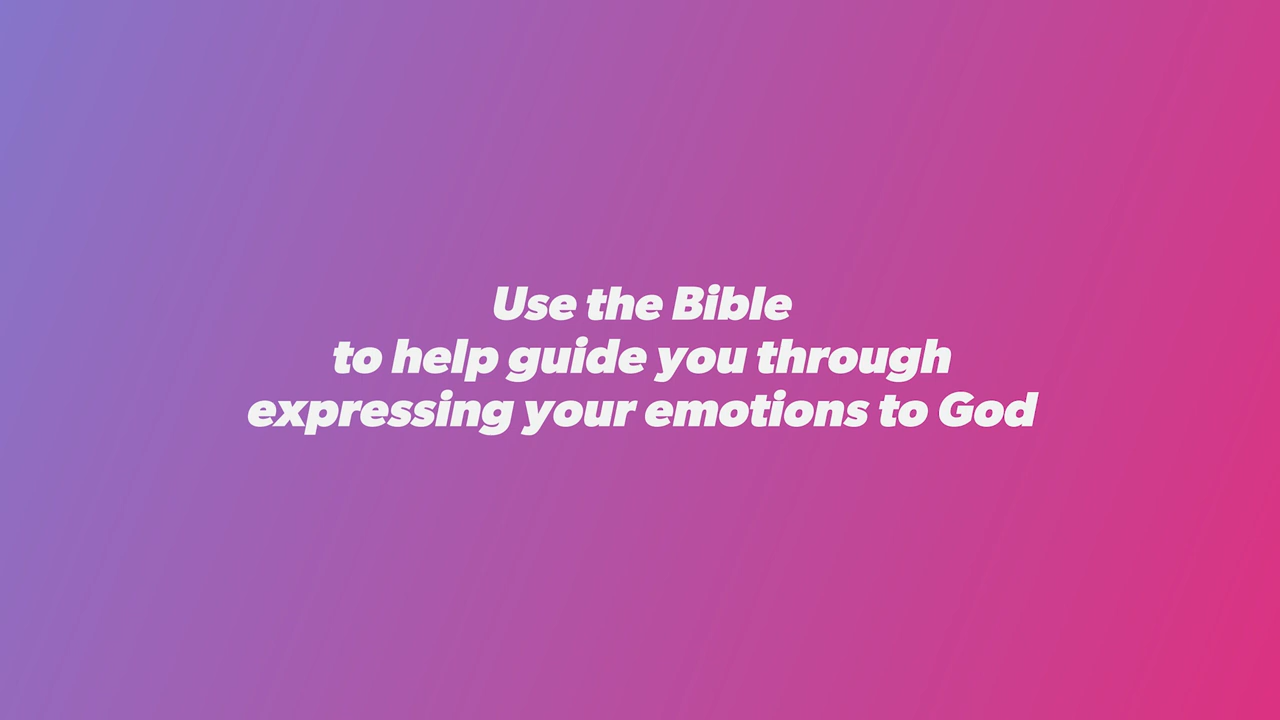 Use the Bible
to help guide you through
expressing your emotions to God